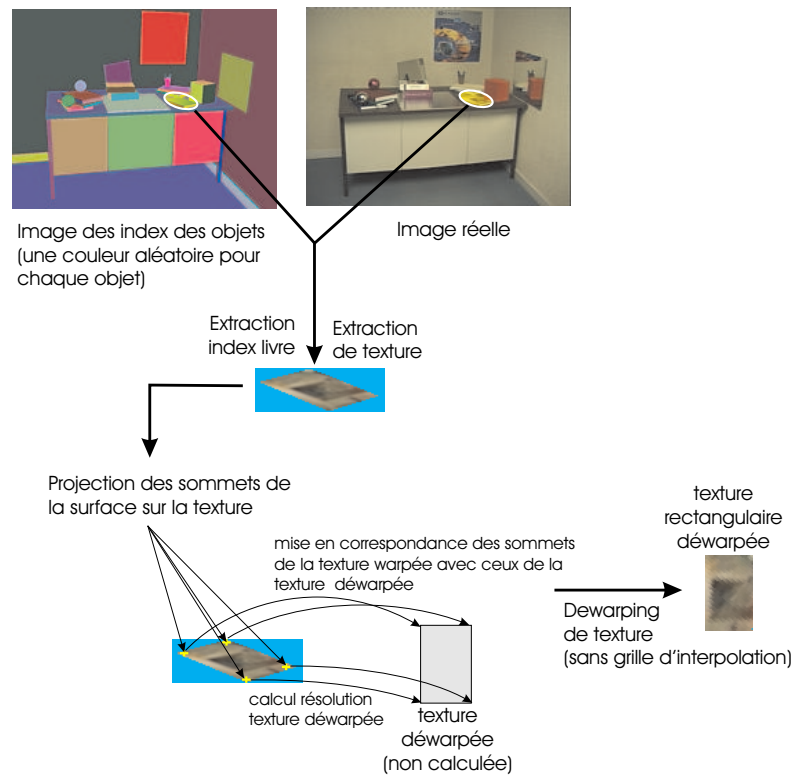 Image des index des objets
(une couleur aléatoire pour
chaque objet)
Image réelle
Extraction
index livre
Extraction
de texture
Projection des sommets de
la surface sur la texture
mise en correspondance des sommets
de la texture warpée avec ceux de la
texture déwarpée
calcul résolution
texture déwarpée
texture
déwarpée
(non calculée)
Dewarping
de texture
(sans grille d'interpolation)
texture
rectangulaire
déwarpée